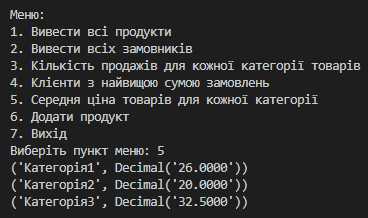 Меню:
1. Вивести всі продукти
2. Вивести всіх замовників
3. Кількість продажів для кожної категорії товарів
4. Клієнти з найвищою сумою замовлень
5. Середня ціна товарів для кожної категорії
6. Додати продукт
7. Вихід
Виберіть пункт меню: 5
('Категорія1', Decimal('26.0000'))
('Категорія2', Decimal('20.0000'))
('Категорія3', Decimal('32.5000'))